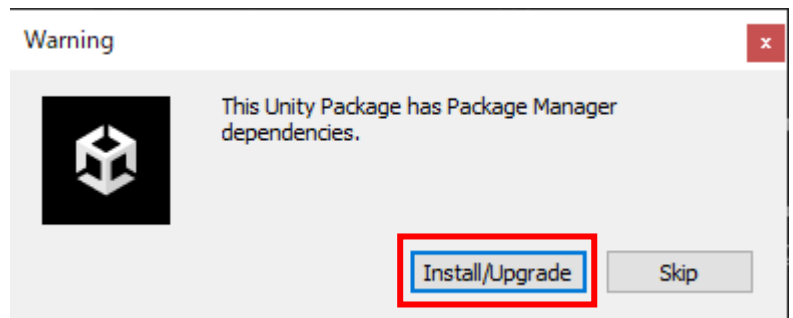 Warning
x
This Unity Package has Package Manager
dependencies.
Install/Upgrade
Skip